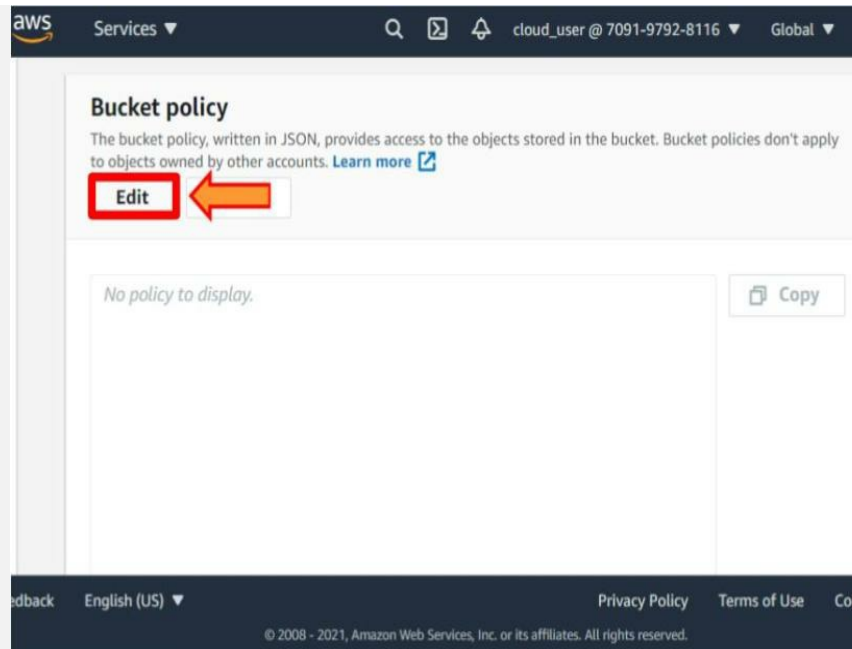 aws Services ▼ cloud_user @ 7091-9792-8116 ▼ Global ▼
Bucket policy
The bucket policy, written in JSON, provides access to the objects stored in the bucket. Bucket policies don't apply
to objects owned by other accounts. Learn more
Edit
No policy to display.
Copy
edback English (US) ▼ Privacy Policy Terms of Use Co
© 2008 - 2021, Amazon Web Services, Inc. or its affiliates. All rights reserved.